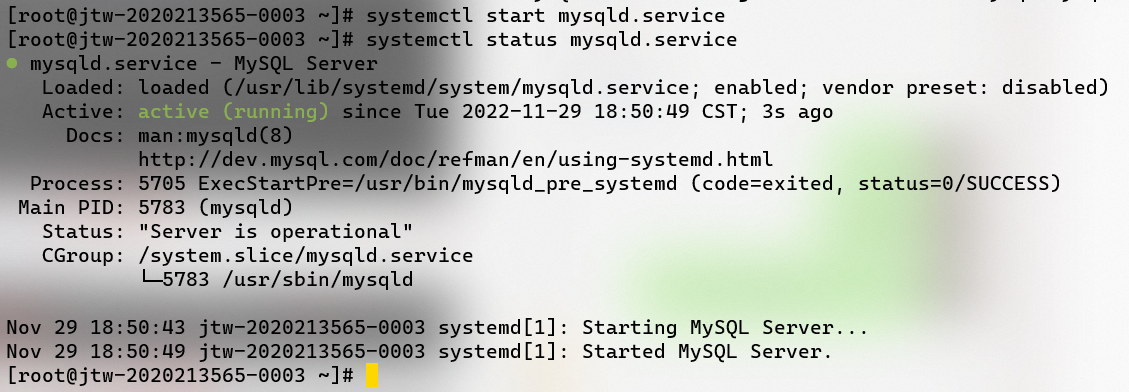 [root@jtw-2020213565-0003 ~]# systemctl start mysqld.service
[root@jtw-2020213565-0003 ~]# systemctl status mysqld.service
● mysqld.service - MySQL Server
   Loaded: loaded (/usr/lib/systemd/system/mysqld.service; enabled; vendor preset: disabled)
   Active: active (running) since Tue 2022-11-29 18:50:49 CST; 3s ago
     Docs: man:mysqld(8)
           http://dev.mysql.com/doc/refman/en/using-systemd.html
  Process: 5705 ExecStartPre=/usr/bin/mysqld_pre_systemd (code=exited, status=0/SUCCESS)
 Main PID: 5783 (mysqld)
   Status: "Server is operational"
   CGroup: /system.slice/mysqld.service
           └─5783 /usr/sbin/mysqld

Nov 29 18:50:43 jtw-2020213565-0003 systemd[1]: Starting MySQL Server...
Nov 29 18:50:49 jtw-2020213565-0003 systemd[1]: Started MySQL Server.
[root@jtw-2020213565-0003 ~]#